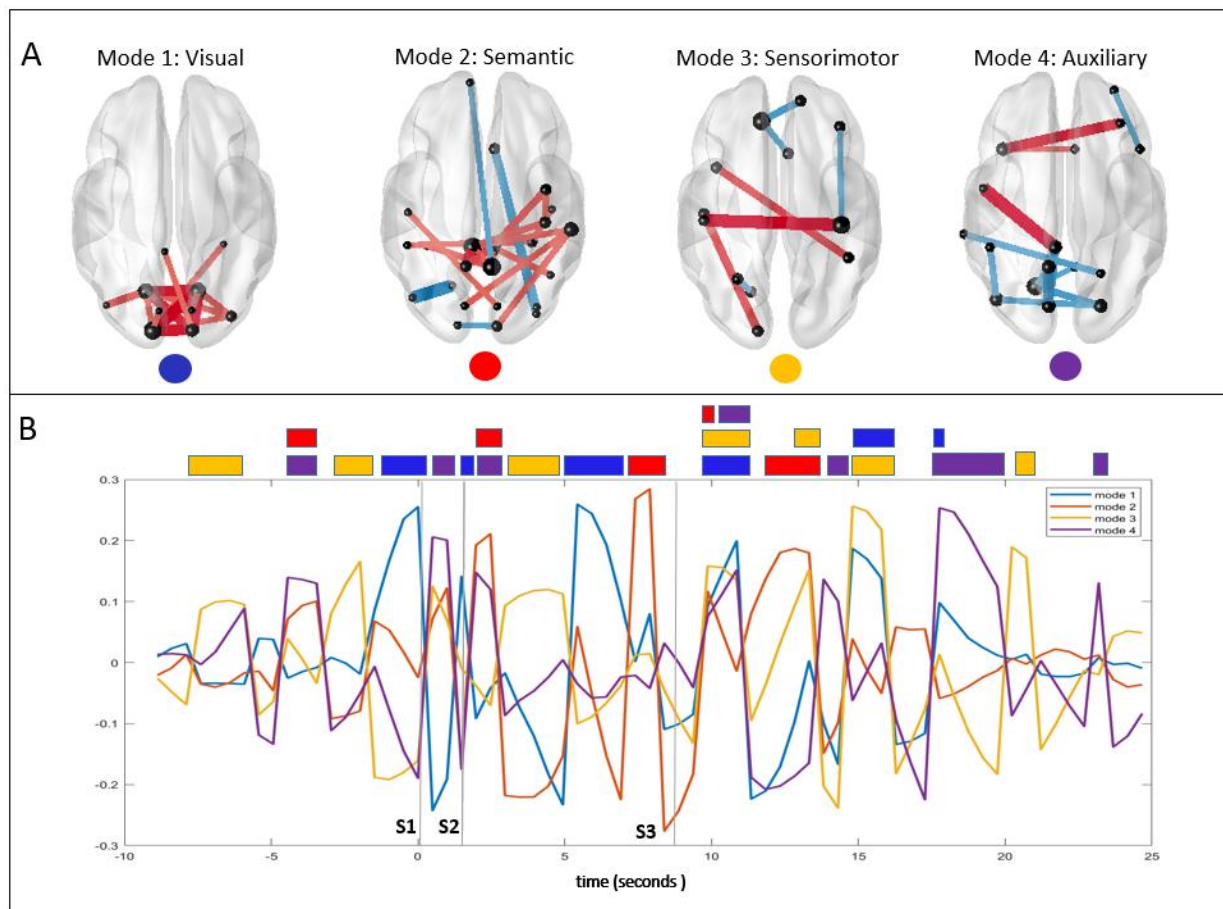 A
Mode 1: Visual
Mode 2: Semantic
Mode 3: Sensorimotor
Mode 4: Auxiliary
B
0.3
0.2
0.1
0
-0.1
-0.2
-0.3
mode 1
mode 2
mode 3
mode 4
S1
S2
S3
-10
-5
0
5
10
15
20
25
time (seconds )